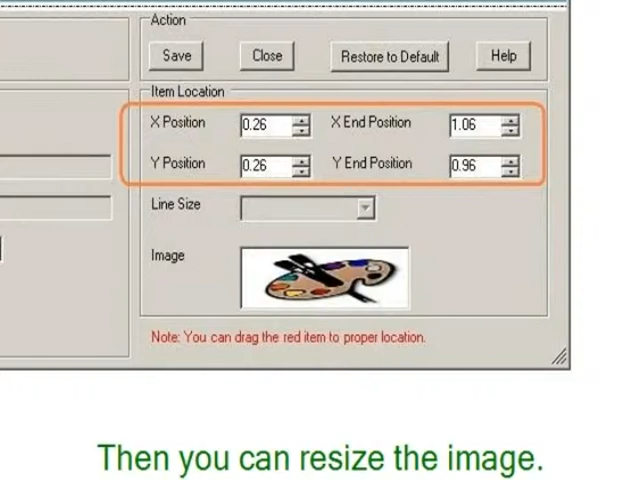 Action
Save Close Restore to Default Help
Item Location
X Position 0.26 X End Position 1.06
Y Position 0.26 Y End Position 0.96
Line Size
Image
Note: You can drag the red item to proper location.
Then you can resize the image.